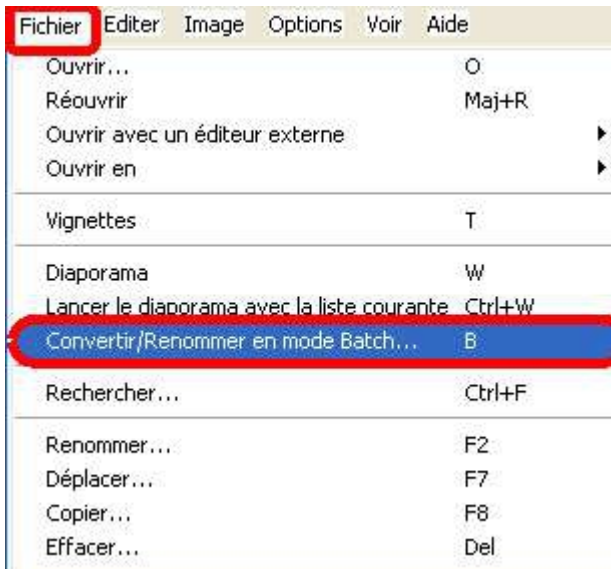 Fichier Editer Image Options Voir Aide
Ouvrir... O
Réouvrir Maj+R
Ouvrir avec un éditeur externe
Ouvrir en
Vignettes T
Diaporama W
Lancer le diaporama avec la liste courante Ctrl+W
Convertir/Renommer en mode Batch... B
Rechercher... Ctrl+F
Renommer... F2
Déplacer... F7
Copier... F8
Effacer... Del